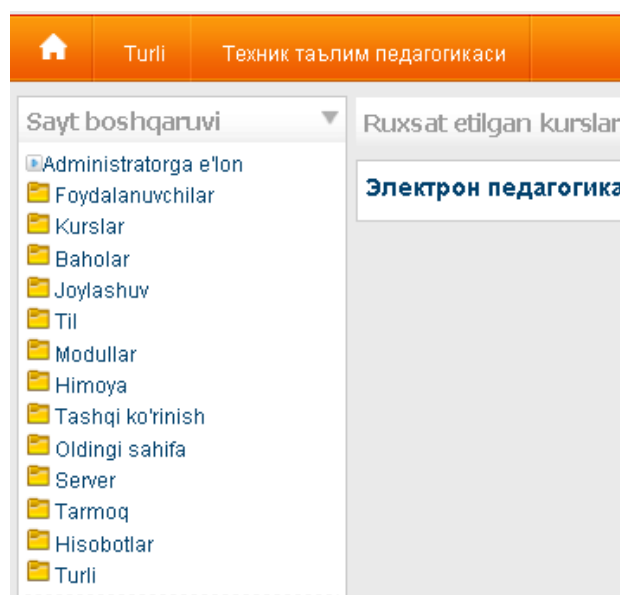 Turli Техник таълим педагогикаси
Sayt boshqaruvi
Ruxsat etilgan kurslar
Administratorga e'lon
Электрон педагогика
Foydalanuvchilar
Kurslar
Baholar
Joylashuv
Til
Modullar
Himoya
Tashqi ko'rinish
Oldingi sahifa
Server
Tarmoq
Hisobotlar
Turli